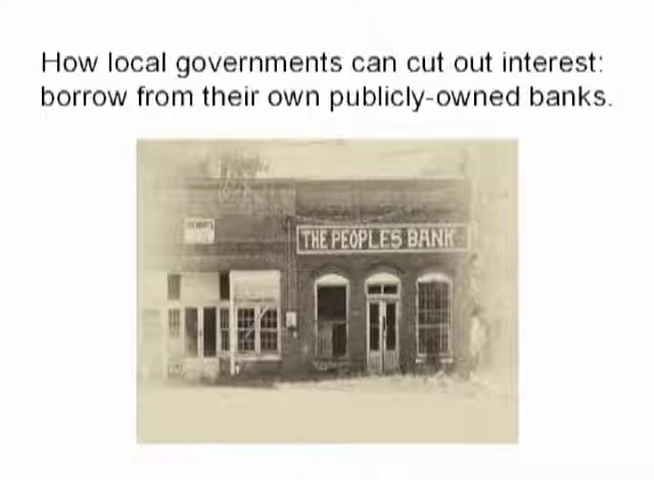 How local governments can cut out interest:
borrow from their own publicly-owned banks.
THE PEOPLES BANK